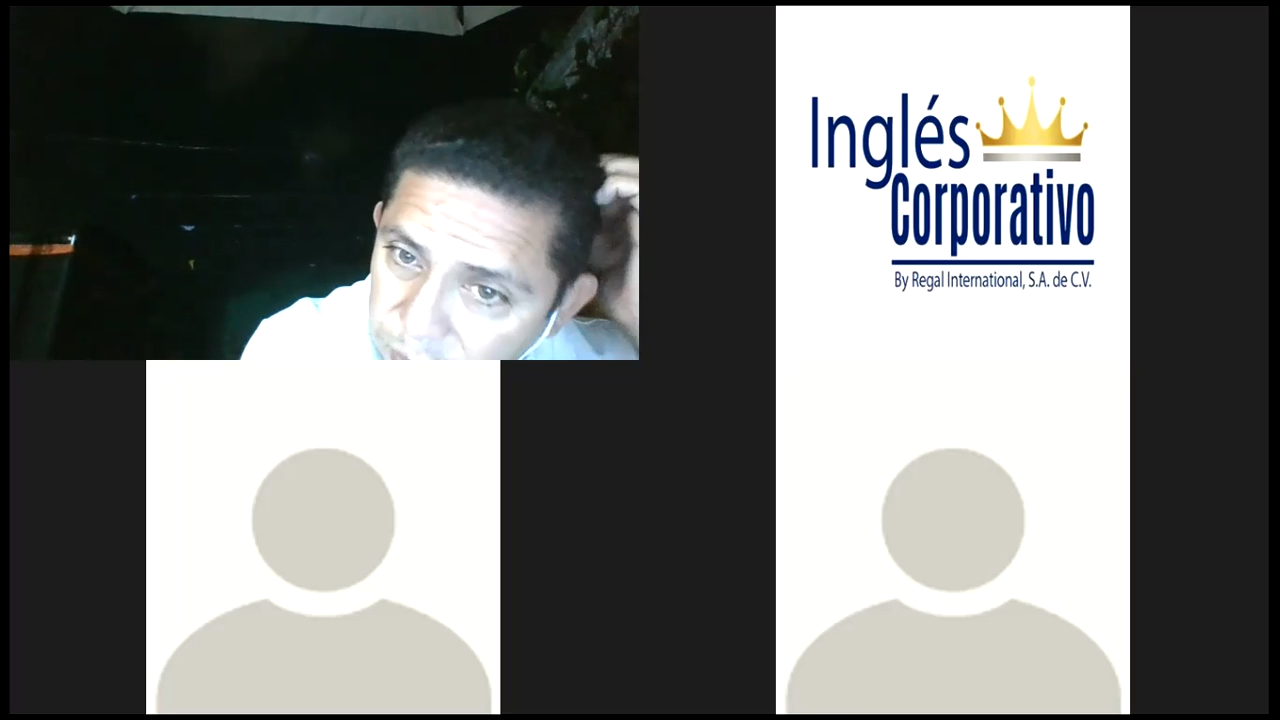 Inglés
Corporativo
By Regal International, S.A. de C.V.